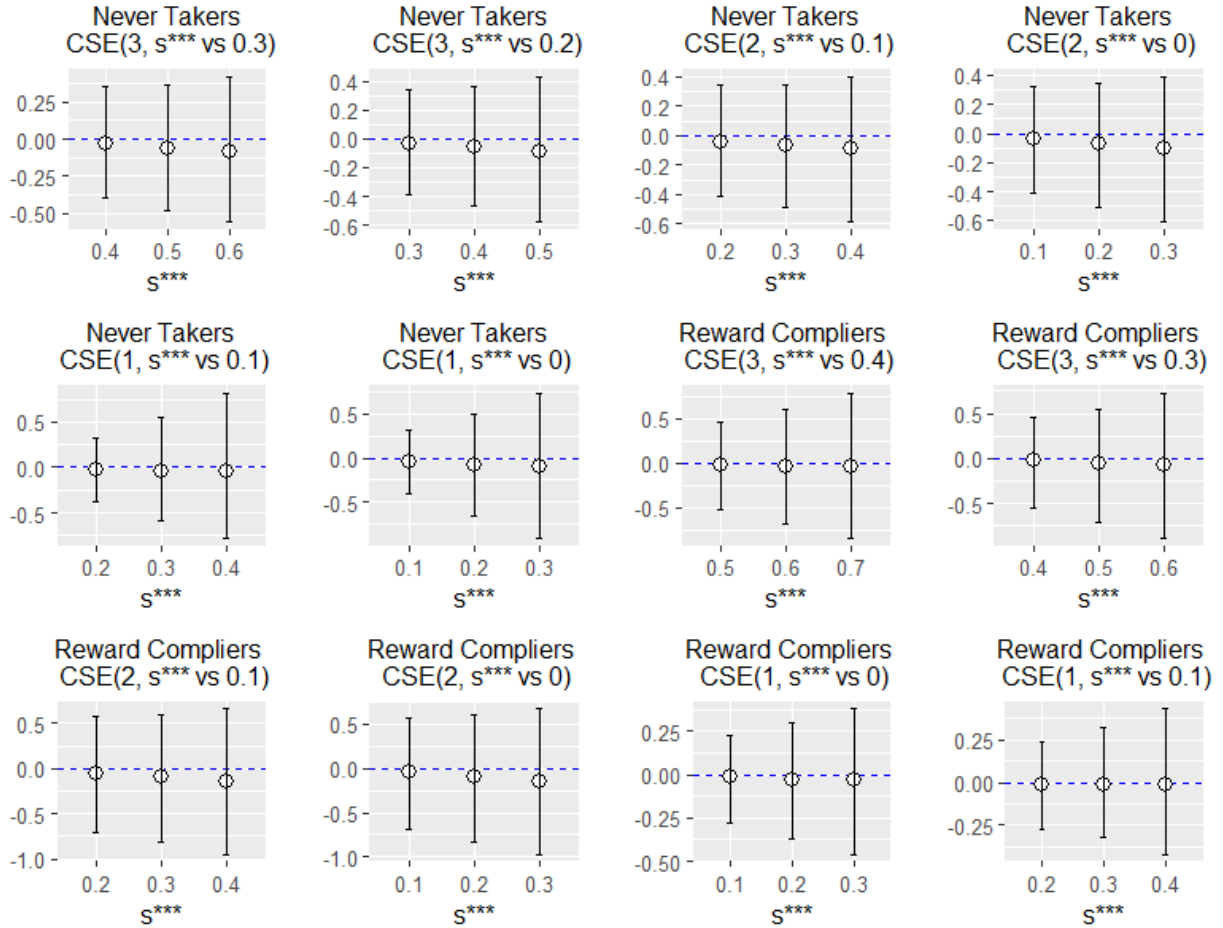 Never Takers
CSE(3, s*** vs 0.3)
0.25
0.00
-0.25
-0.50
0.4 0.5 0.6
s***
Never Takers
CSE(3, s*** vs 0.2)
0.4
0.2
0.0
-0.2
-0.4
-0.6
0.3 0.4 0.5
s***
Never Takers
CSE(2, s*** vs 0.1)
0.4
0.2
0.0
-0.2
-0.4
-0.6
0.2 0.3 0.4
s***
Never Takers
CSE(2, s*** vs 0)
0.4
0.2
0.0
-0.2
-0.4
-0.6
0.1 0.2 0.3
s***
Never Takers
CSE(1, s*** vs 0.1)
0.5
0.0
-0.5
0.2 0.3 0.4
s***
Never Takers
CSE(1, s*** vs 0)
0.5
0.0
-0.5
0.1 0.2 0.3
s***
Reward Compliers
CSE(3, s*** vs 0.4)
0.5
0.0
-0.5
0.5 0.6 0.7
s***
Reward Compliers
CSE(3, s*** vs 0.3)
0.5
0.0
-0.5
0.4 0.5 0.6
s***
Reward Compliers
CSE(2, s*** vs 0.1)
0.5
0.0
-0.5
-1.0
0.2 0.3 0.4
s***
Reward Compliers
CSE(2, s*** vs 0)
0.5
0.0
-0.5
-1.0
0.1 0.2 0.3
s***
Reward Compliers
CSE(1, s*** vs 0)
0.25
0.00
-0.25
-0.50
0.1 0.2 0.3
s***
Reward Compliers
CSE(1, s*** vs 0.1)
0.25
0.00
-0.25
0.2 0.3 0.4
s***